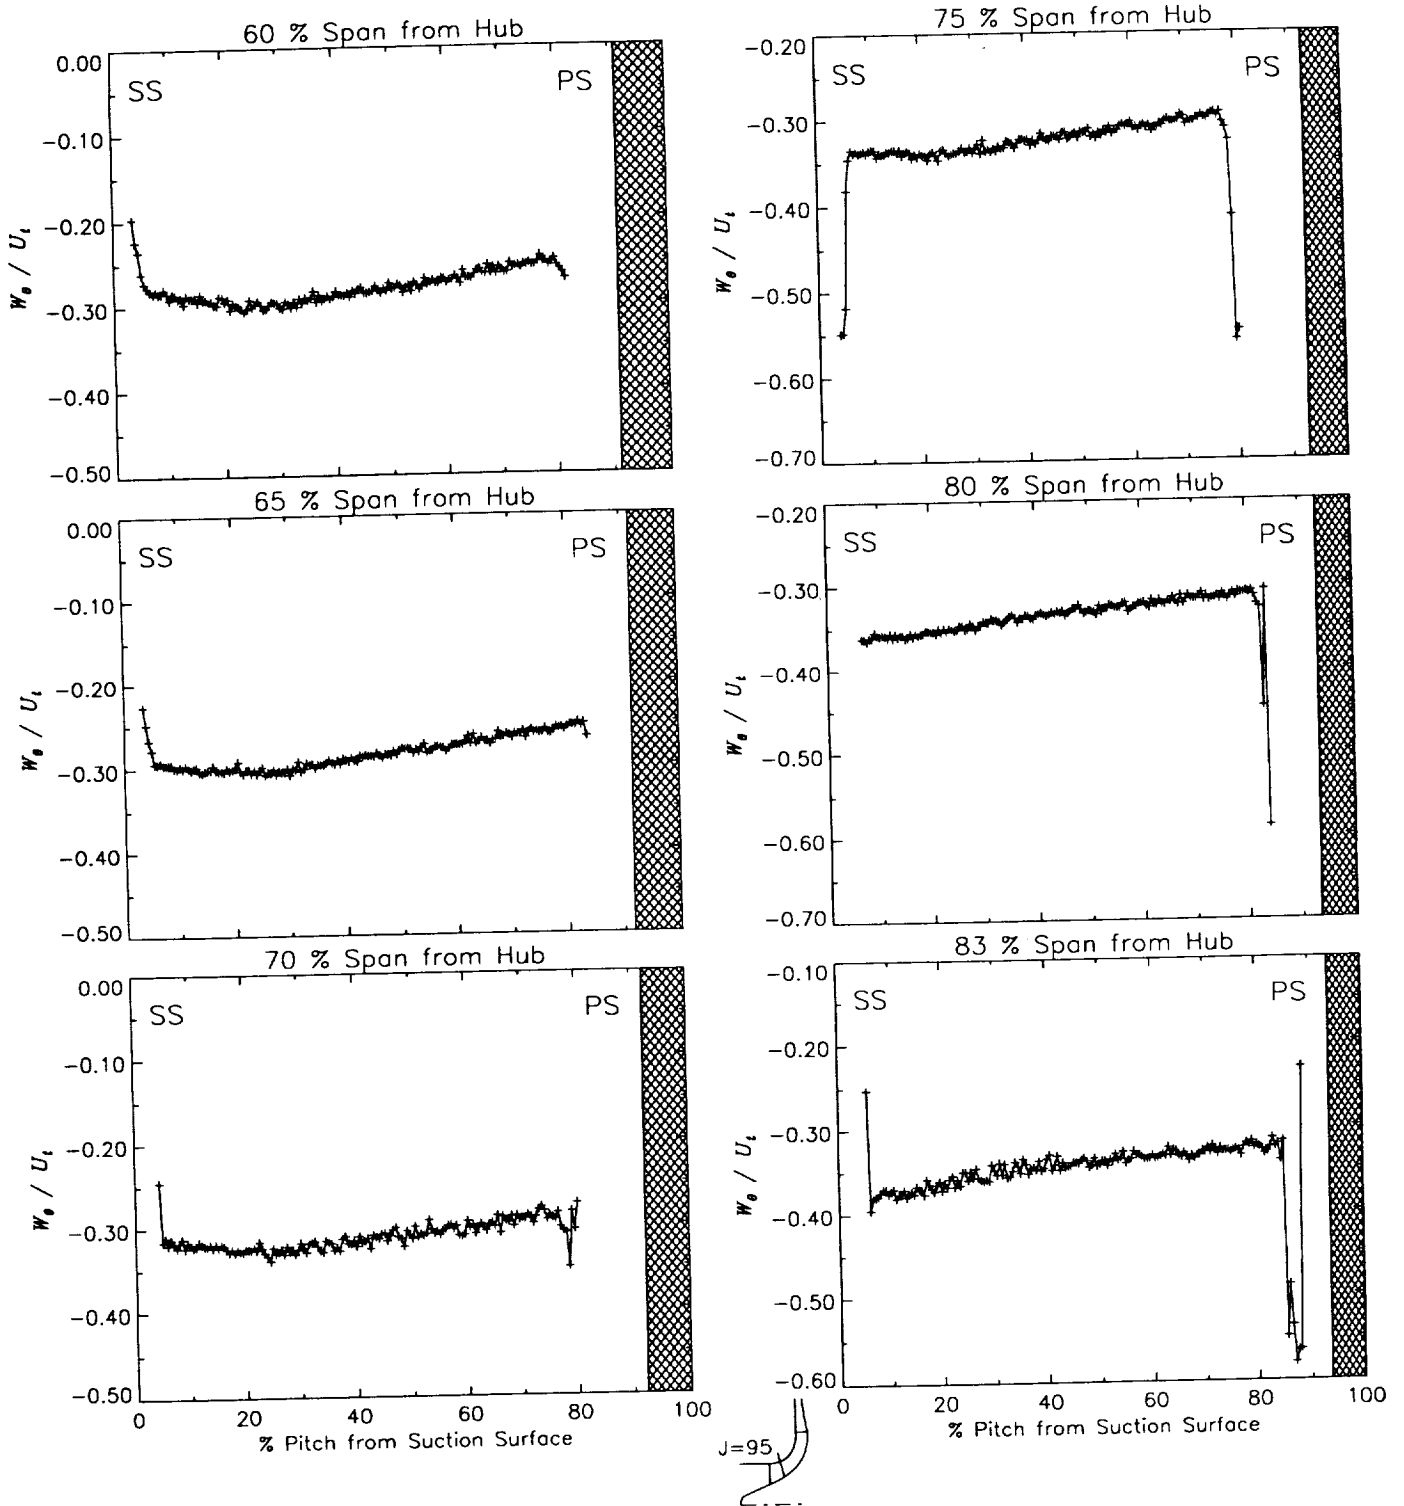 60 % Span from Hub
0.00
-0.10
-0.20
-0.30
-0.40
-0.50
SS
PS
W_θ / U_t
65 % Span from Hub
0.00
-0.10
-0.20
-0.30
-0.40
-0.50
SS
PS
W_θ / U_t
70 % Span from Hub
0.00
-0.10
-0.20
-0.30
-0.40
-0.50
SS
PS
W_θ / U_t
0 20 40 60 80 100
% Pitch from Suction Surface
75 % Span from Hub
-0.20
-0.30
-0.40
-0.50
-0.60
-0.70
SS
PS
W_θ / U_t
80 % Span from Hub
-0.20
-0.30
-0.40
-0.50
-0.60
-0.70
SS
PS
W_θ / U_t
83 % Span from Hub
-0.10
-0.20
-0.30
-0.40
-0.50
-0.60
SS
PS
W_θ / U_t
0 20 40 60 80 100
% Pitch from Suction Surface
J=95